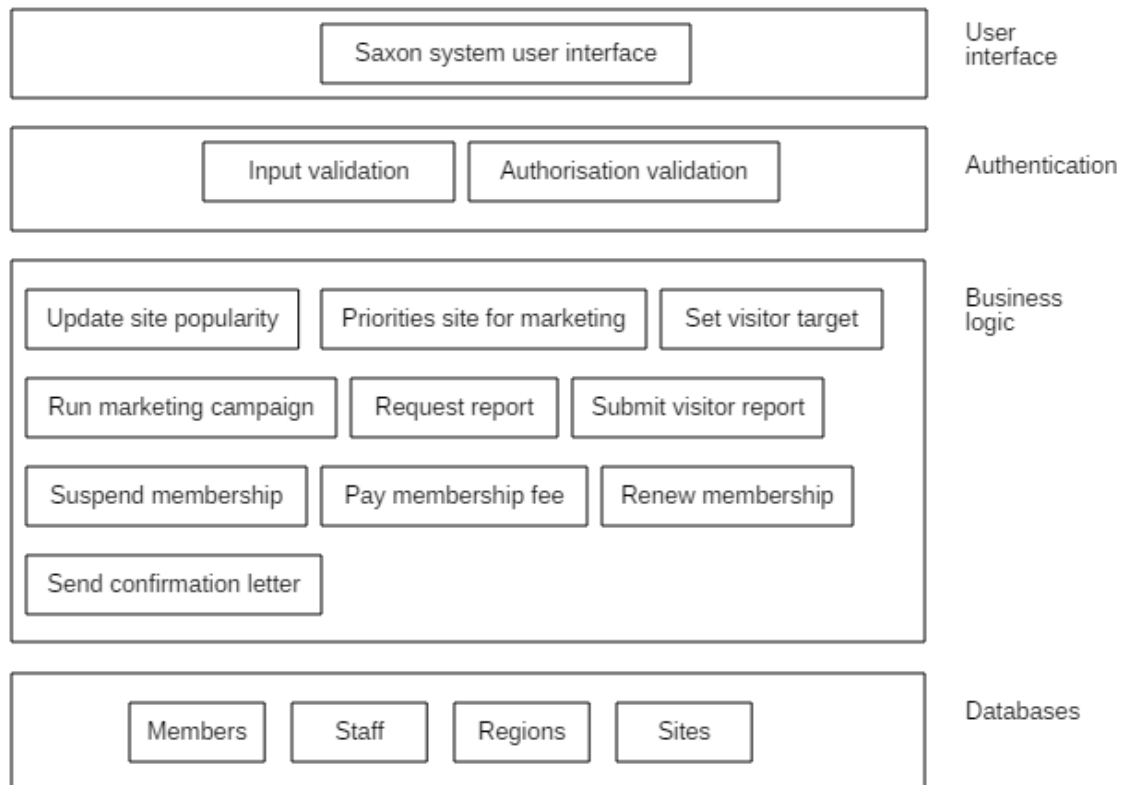 Saxon system user interface
User
interface
Input validation
Authorisation validation
Authentication
Update site popularity
Priorities site for marketing
Set visitor target
Business
logic
Run marketing campaign
Request report
Submit visitor report
Suspend membership
Pay membership fee
Renew membership
Send confirmation letter
Members
Staff
Regions
Sites
Databases